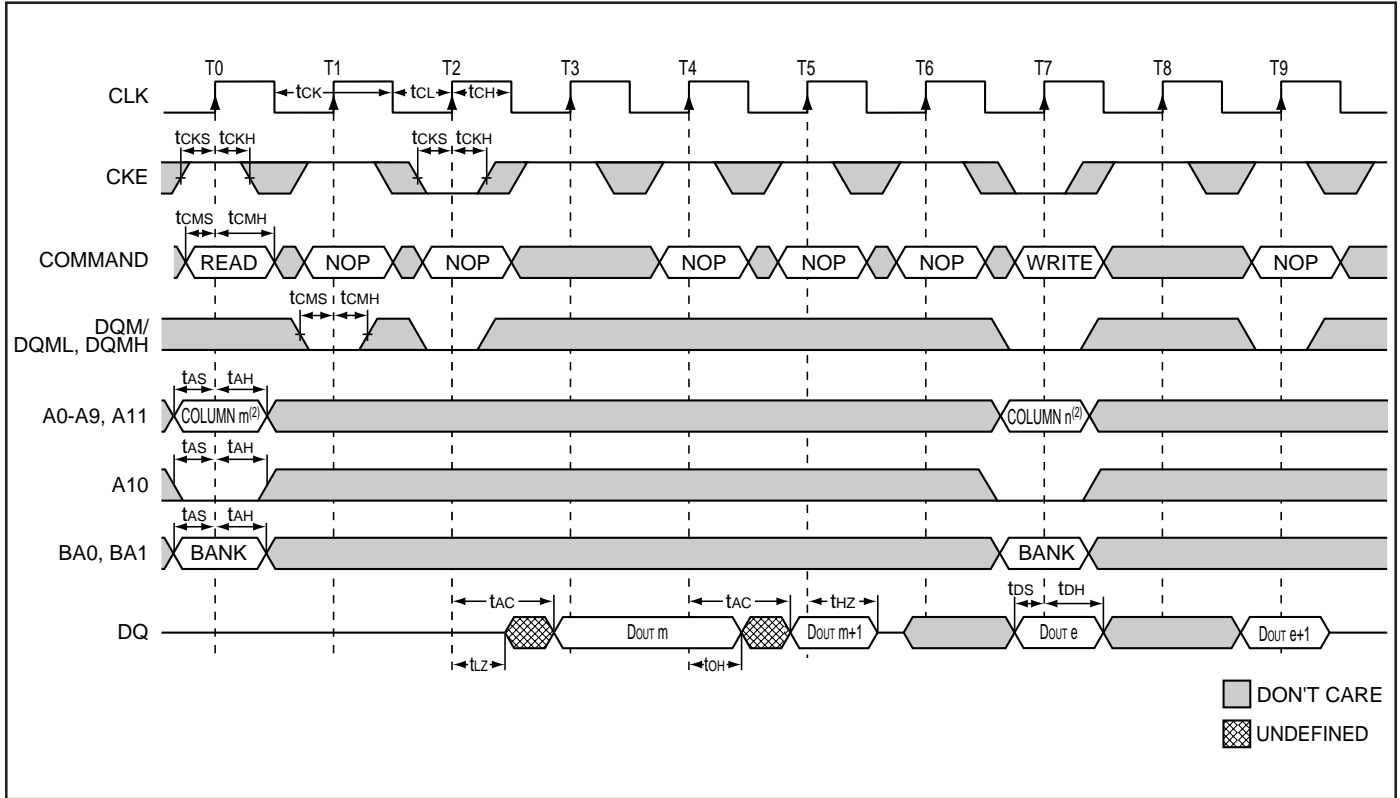 T0 T1 T2 T3 T4 T5 T6 T7 T8 T9
CLK tCK tCL tCH
tCKS tCKH tCKS tCKH
CKE
tCMS tCMH
COMMAND READ NOP NOP NOP NOP NOP WRITE NOP
tCMS tCMH
DQM/
DQML, DQMH
tAS tAH
A0-A9, A11 COLUMN m(2) COLUMN n(2)
tAS tAH
A10
tAS tAH
BA0, BA1 BANK BANK
tAC tAC tHZ tDS tDH
DQ DOUT m DOUT m+1 DOUT e DOUT e+1
tLZ tOH
DON'T CARE
UNDEFINED